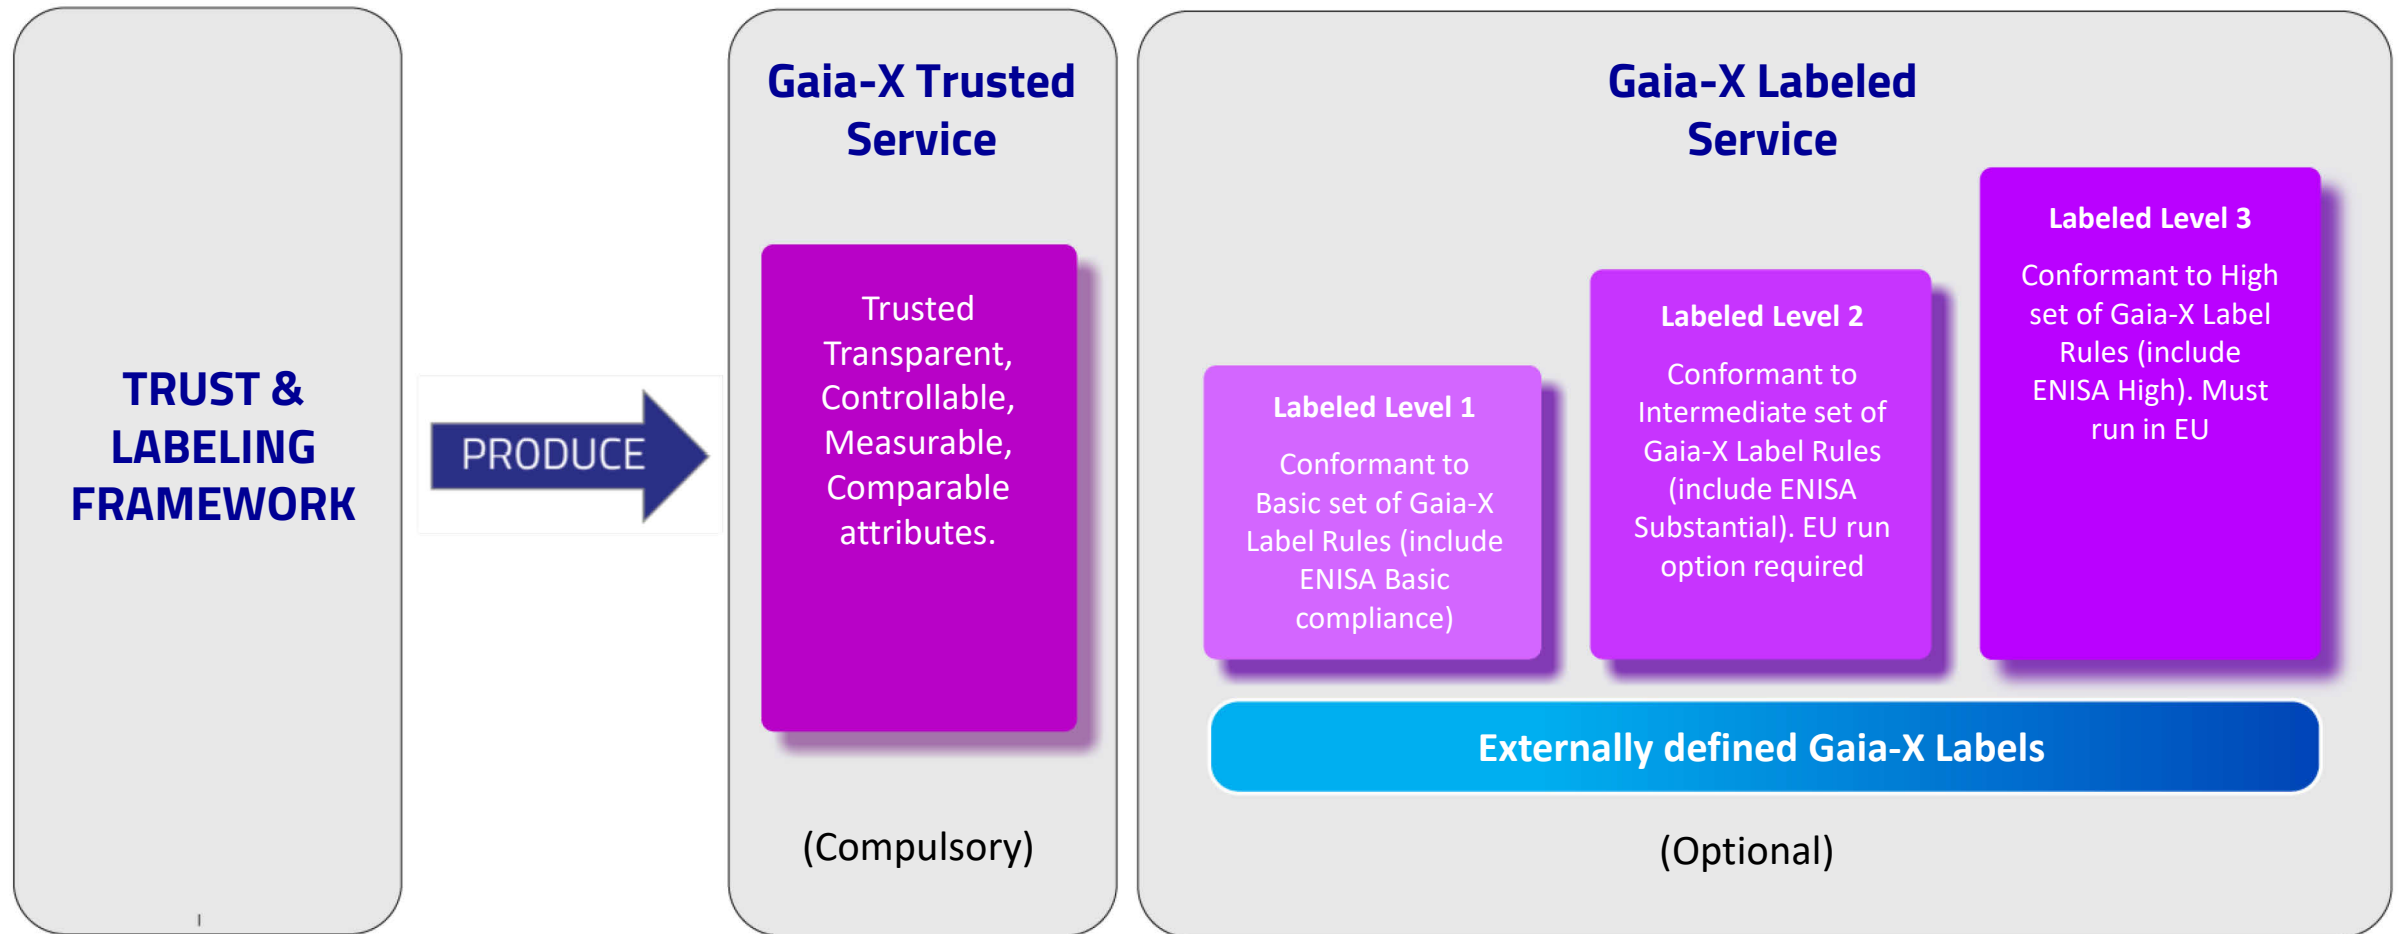 TRUST &
LABELING
FRAMEWORK
PRODUCE
Gaia-X Trusted
Service
Trusted
Transparent,
Controllable,
Measurable,
Comparable
attributes.
(Compulsory)
Gaia-X Labeled
Service
Labeled Level 1
Conformant to
Basic set of Gaia-X
Label Rules (include
ENISA Basic
compliance)
Labeled Level 2
Conformant to
Intermediate set of
Gaia-X Label Rules
(include ENISA
Substantial). EU run
option required
Labeled Level 3
Conformant to High
set of Gaia-X Label
Rules (include
ENISA High). Must
run in EU
Externally defined Gaia-X Labels
(Optional)